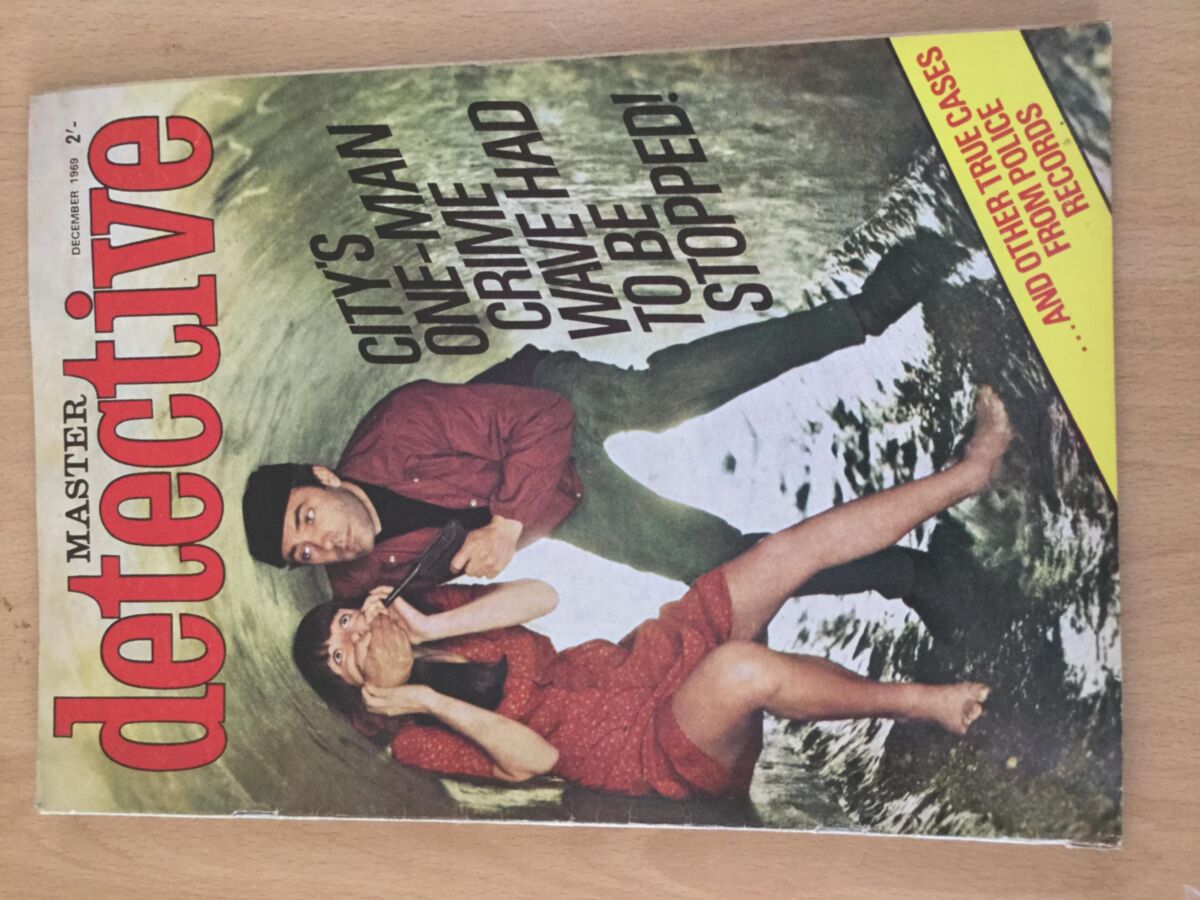 DECEMBER 1969 2/-
MASTER
detective
CITY'S
ONE-MAN
CRIME
WAVE HAD
TO BE
STOPPED!
....AND OTHER TRUE CASES
FROM POLICE
RECORDS